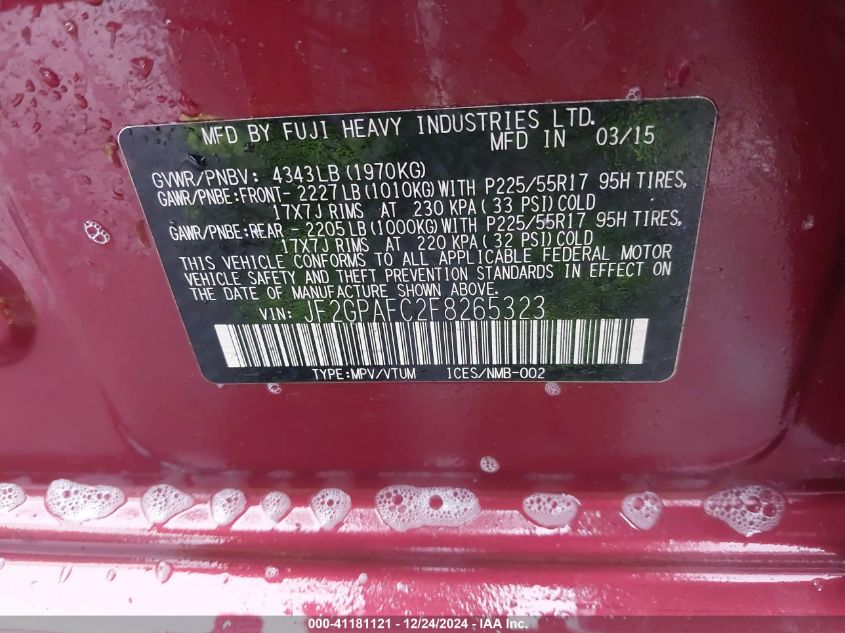 MFD BY FUJI HEAVY INDUSTRIES LTD.
MFD IN 03/15
GVWR/PNBV: 4343LB (1970KG)
GAWR/PNBE:FRONT- 2227LB (1010KG) WITH P225/55R17 95H TIRES,
17X7J RIMS AT 230 KPA (33 PSI) COLD
GAWR/PNBE:REAR - 2205LB (1000KG) WITH P225/55R17 95H TIRES,
17X7J RIMS AT 220 KPA (32 PSI) COLD
THIS VEHICLE CONFORMS TO ALL APPLICABLE FEDERAL MOTOR
VEHICLE SAFETY AND THEFT PREVENTION STANDARDS IN EFFECT ON
THE DATE OF MANUFACTURE SHOWN ABOVE.
VIN: JF2GPAFC2F8265323
TYPE:MPV/VTUM ICES/NMB-002
000-41181121 - 12/24/2024 - IAA Inc.